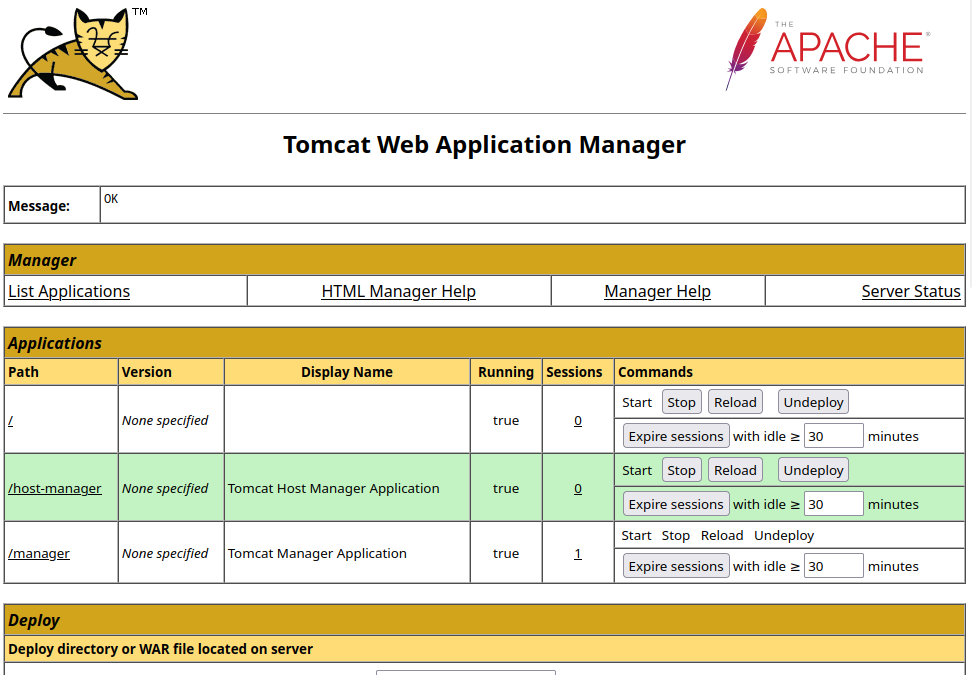 TM
THE
APACHE®
SOFTWARE FOUNDATION
Tomcat Web Application Manager
Message: OK
Manager
List Applications HTML Manager Help Manager Help Server Status
Applications
Path Version Display Name Running Sessions Commands
/ None specified true 0 Start Stop Reload Undeploy
Expire sessions with idle ≥ 30 minutes
/host-manager None specified Tomcat Host Manager Application true 0 Start Stop Reload Undeploy
Expire sessions with idle ≥ 30 minutes
/manager None specified Tomcat Manager Application true 1 Start Stop Reload Undeploy
Expire sessions with idle ≥ 30 minutes
Deploy
Deploy directory or WAR file located on server